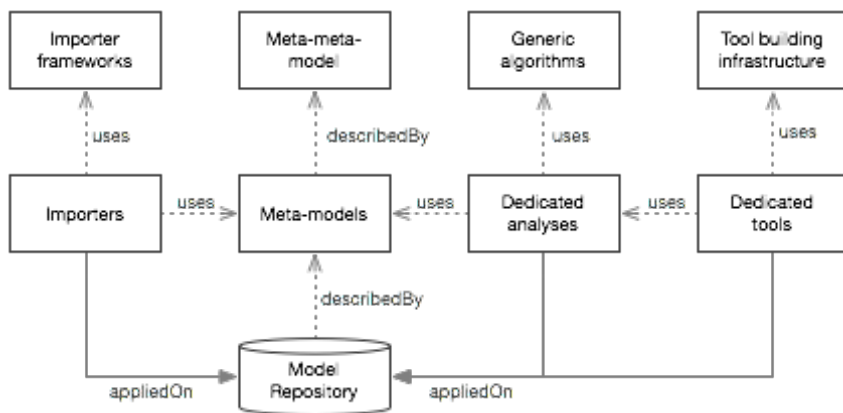 Importer
frameworks
Meta-meta-
model
Generic
algorithms
Tool building
infrastructure
uses
describedBy
uses
uses
Importers
uses
Meta-models
uses
Dedicated
analyses
uses
Dedicated
tools
describedBy
Model
Repository
appliedOn
appliedOn